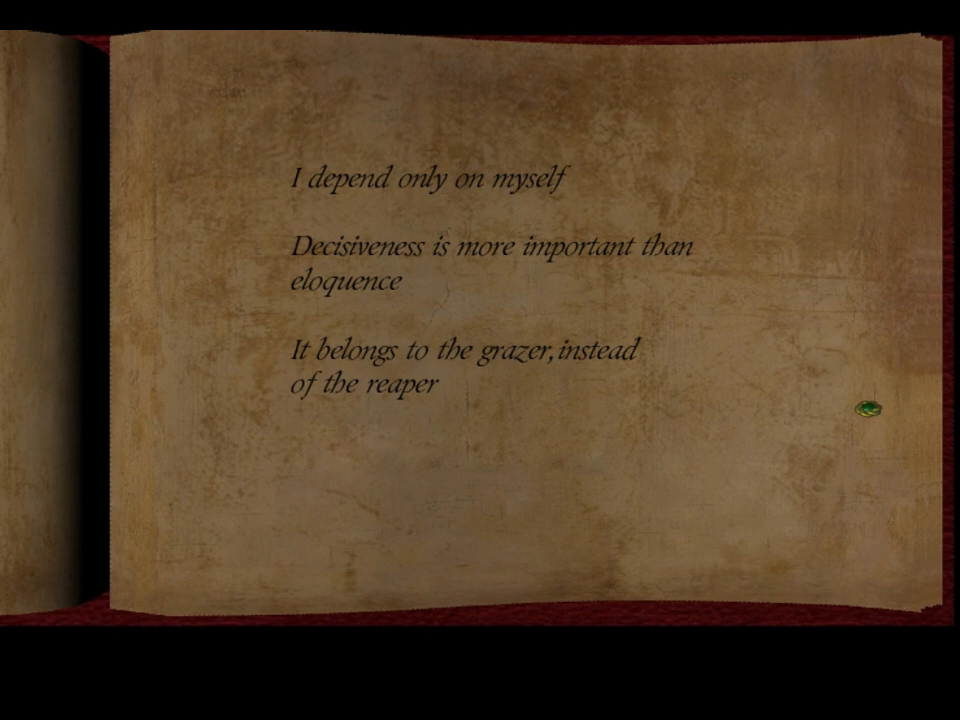 I depend only on myself
Decisiveness is more important than
eloquence
It belongs to the grazer, instead
of the reaper